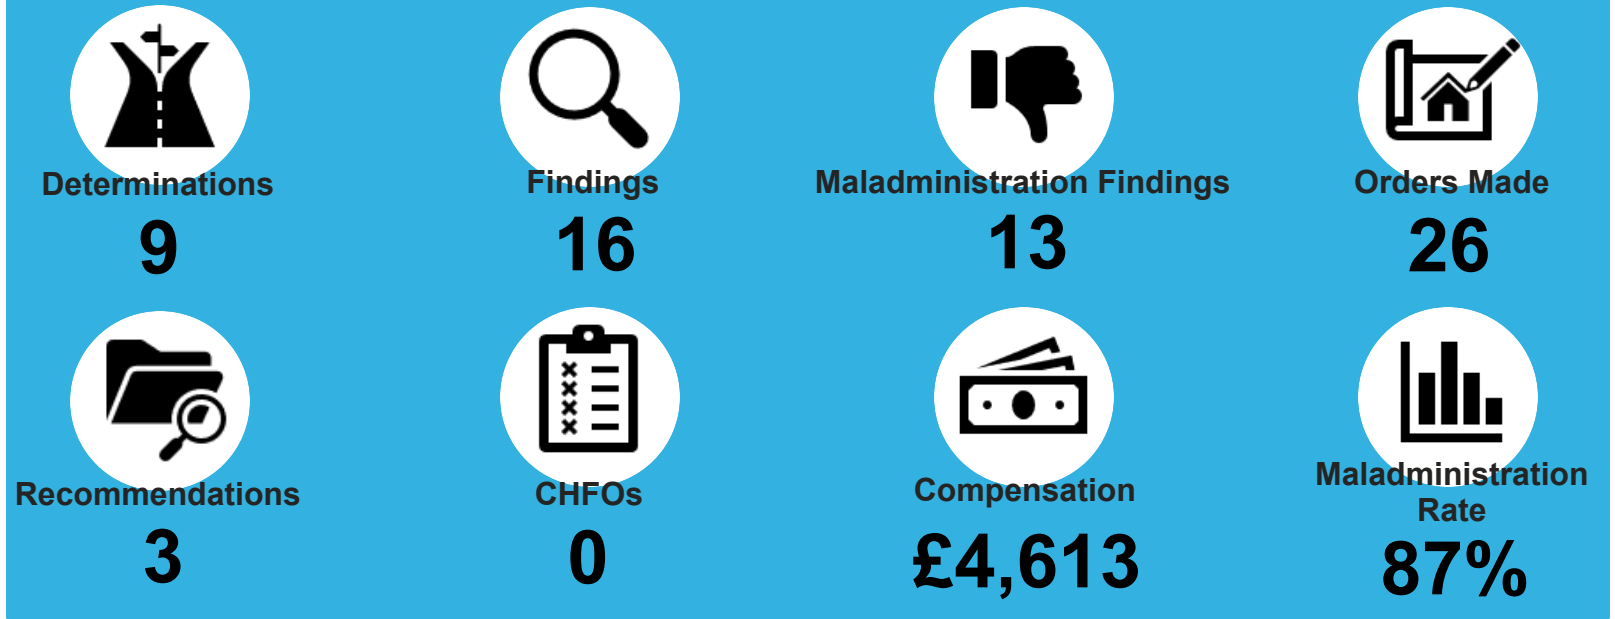 Determinations
9
Findings
16
Maladministration Findings
13
Orders Made
26
Recommendations
3
CHFOs
0
Compensation
£4,613
Maladministration
Rate
87%